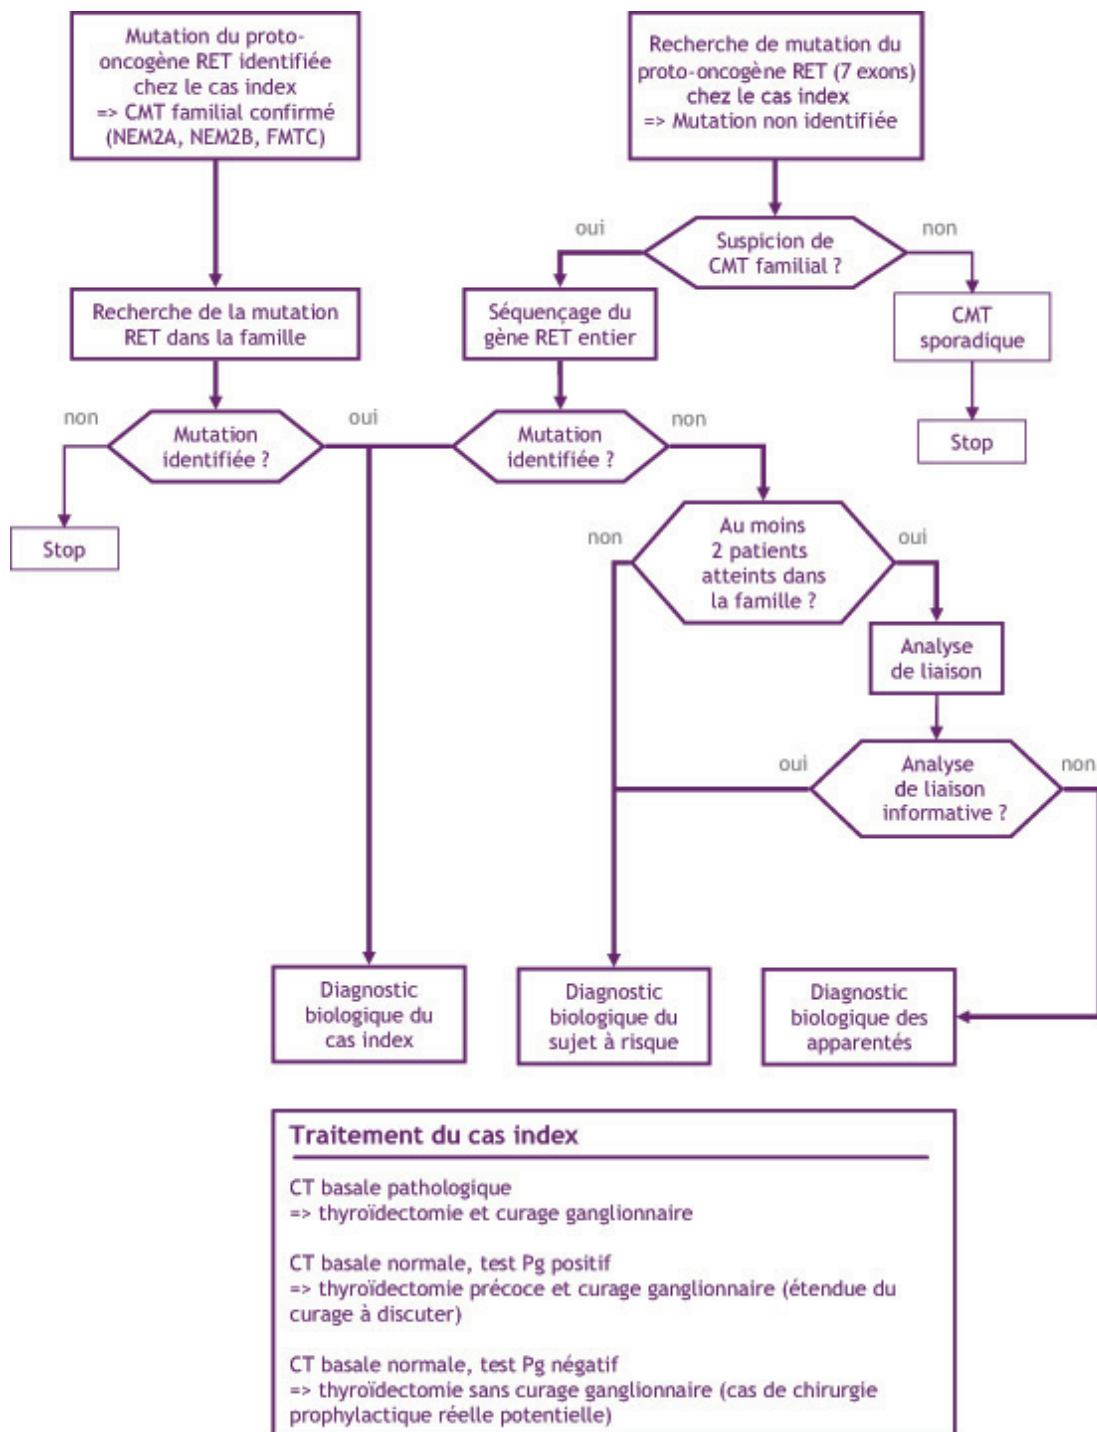 Mutation du proto-
oncogène RET identifiée
chez le cas index
=> CMT familial confirmé
(NEM2A, NEM2B, FMTC)
Recherche de mutation du
proto-oncogène RET (7 exons)
chez le cas index
=> Mutation non identifiée
oui
Suspicion de
CMT familial ?
non
Recherche de la mutation
RET dans la famille
Séquençage du
gène RET entier
CMT
sporadique
non
Mutation
identifiée ?
oui
Mutation
identifiée ?
non
Stop
Stop
non
Au moins
2 patients
atteints dans
la famille ?
oui
Analyse
de liaison
oui
Analyse
de liaison
informative ?
non
Diagnostic
biologique du
cas index
Diagnostic
biologique du
sujet à risque
Diagnostic
biologique des
apparentés
Traitement du cas index
CT basale pathologique
=> thyroïdectomie et curage ganglionnaire
CT basale normale, test Pg positif
=> thyroïdectomie précoce et curage ganglionnaire (étendue du
curage à discuter)
CT basale normale, test Pg négatif
=> thyroïdectomie sans curage ganglionnaire (cas de chirurgie
prophylactique réelle potentielle)